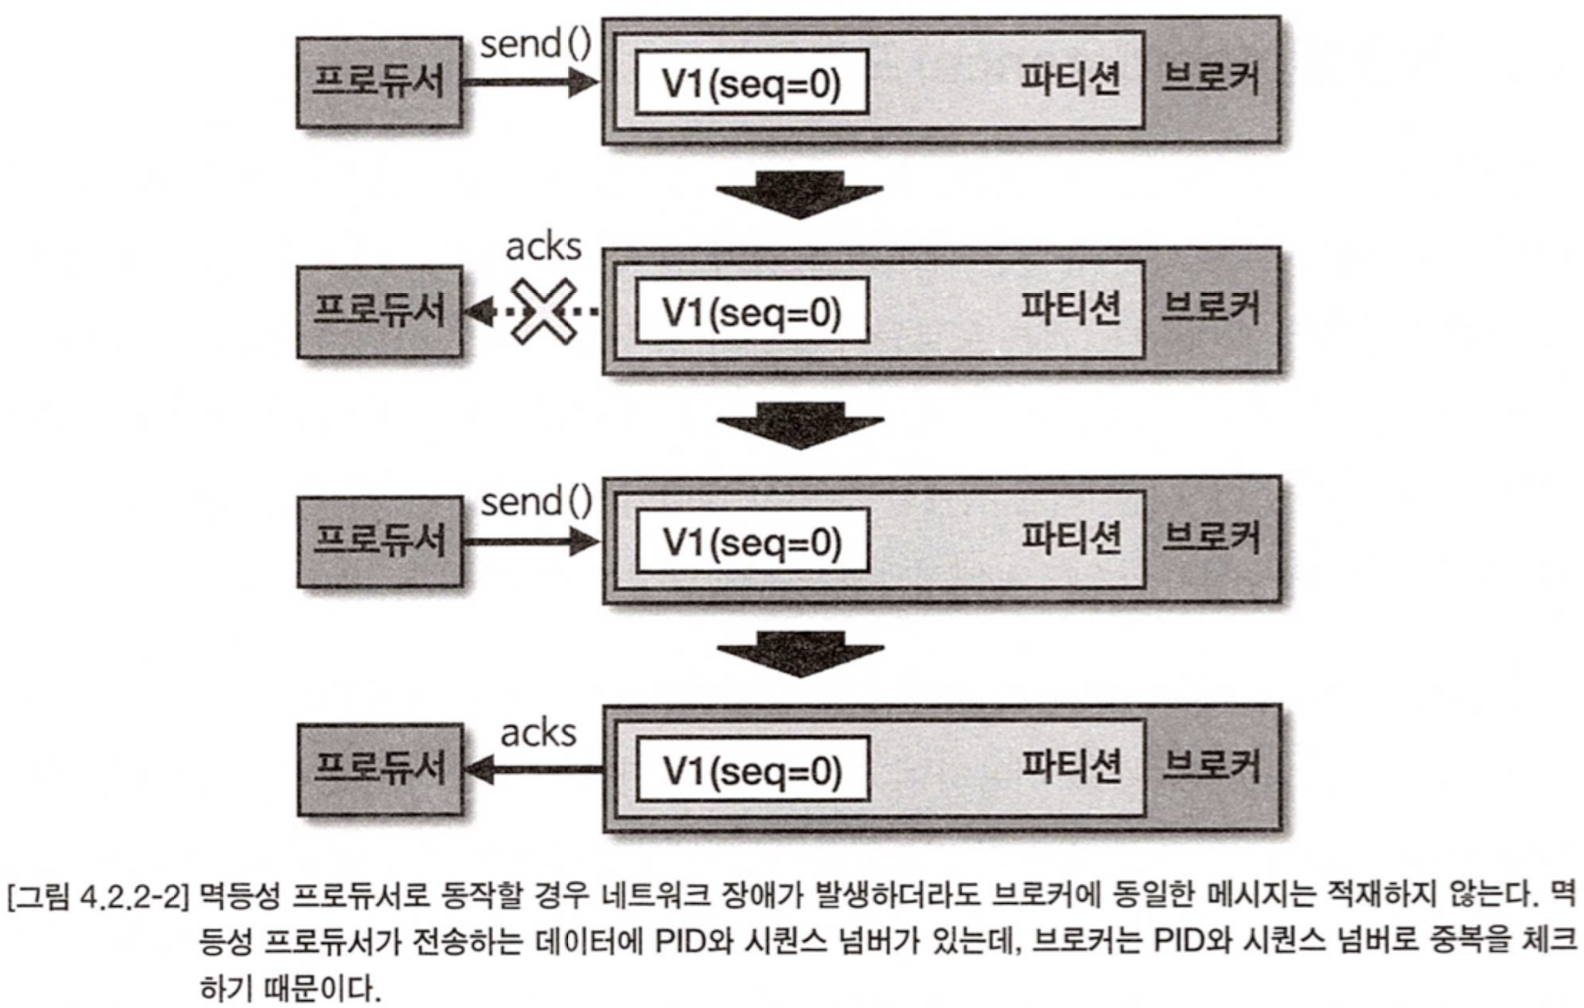 send()
프로듀서
V1(seq=0)
파티션
브로커
acks
프로듀서
V1(seq=0)
파티션
브로커
send()
프로듀서
V1(seq=0)
파티션
브로커
acks
프로듀서
V1(seq=0)
파티션
브로커
[그림 4.2.2-2] 멱등성 프로듀서로 동작할 경우 네트워크 장애가 발생하더라도 브로커에 동일한 메시지는 적재하지 않는다. 멱
등성 프로듀서가 전송하는 데이터에 PID와 시퀀스 넘버가 있는데, 브로커는 PID와 시퀀스 넘버로 중복을 체크
하기 때문이다.